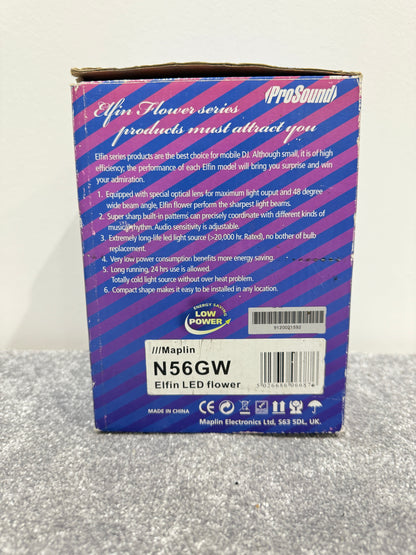 ProSound
Elfin Flower series
products must attract you
Elfin series products are the best choice for mobile DJ. Although small, it is of high
efficiency; the performance of each Elfin model will bring you surprise and win
your admiration.
1. Equipped with special optical lens for maximum light ouput and 48 degree
wide beam angle, Elfin flower perform the sharpest light beams.
2. Super sharp built-in patterns can precisely coordinate with different kinds of
music/rhythm. Audio sensitivity is adjustable.
3. Extremely long-life led light source (>20,000 hr. Rated), no bother of bulb
replacement.
4. Very low power consumption benefits more energy saving.
5. Long running, 24 hrs use is allowed.
Totally cold light source without over heat problem.
6. Compact shape makes it easy to be installed in any location.
ENERGY SAVING
LOW
POWER
9120021593
///Maplin
N56GW
Elfin LED flower
MADE IN CHINA
Maplin Electronics Ltd, S63 5DL, UK.